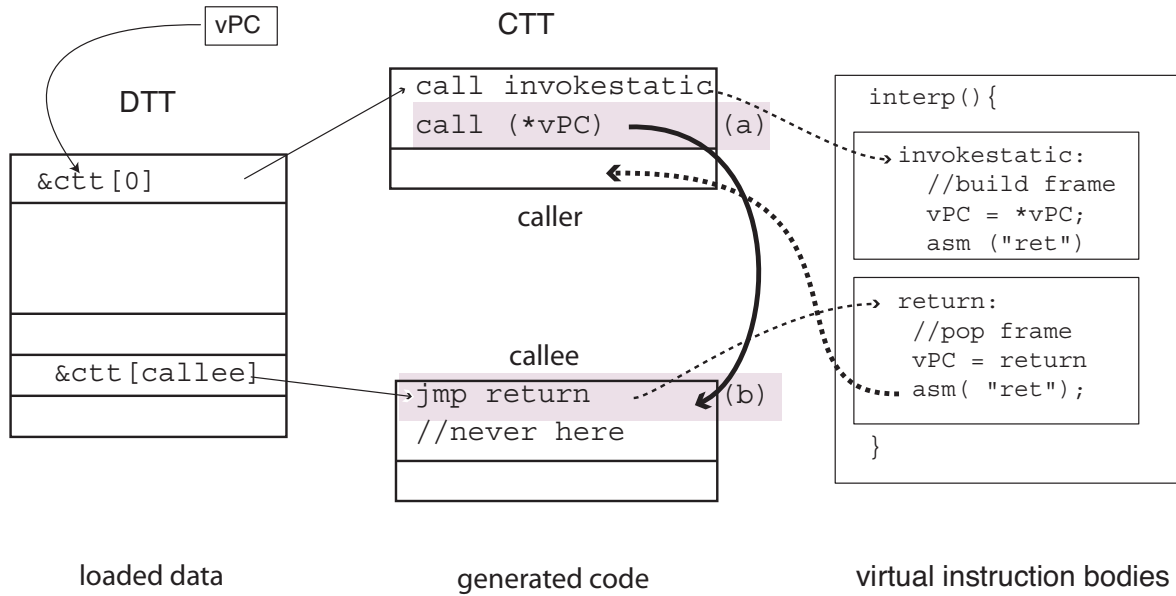 vPC
DTT
&ctt[0]
&ctt[callee]
loaded data
CTT
call invokestatic
call (*vPC) (a)
caller
callee
jmp return (b)
//never here
generated code
interp(){
invokestatic:
//build frame
vPC = *vPC;
asm ("ret")
return:
//pop frame
vPC = return
asm( "ret");
}
virtual instruction bodies